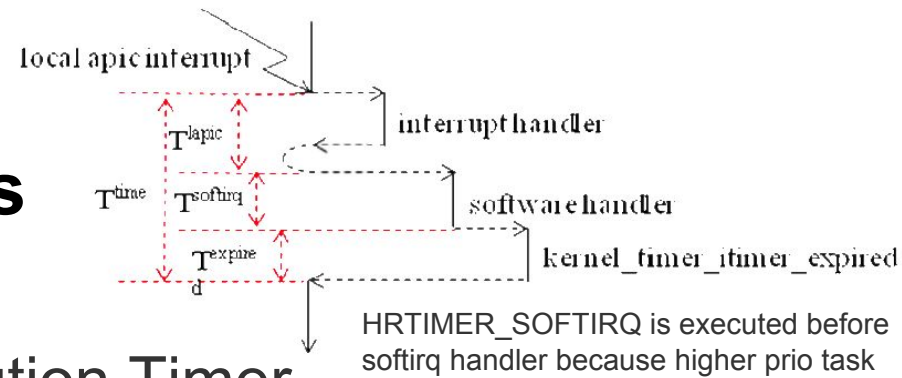 local apic interrupt
interrupt handler
T lapic
T time
T softirq
s
software handler
T expire
d
kernel_timer_itimer_expired
HRTIMER_SOFTIRQ is executed before
softirq handler because higher prio task
Timer